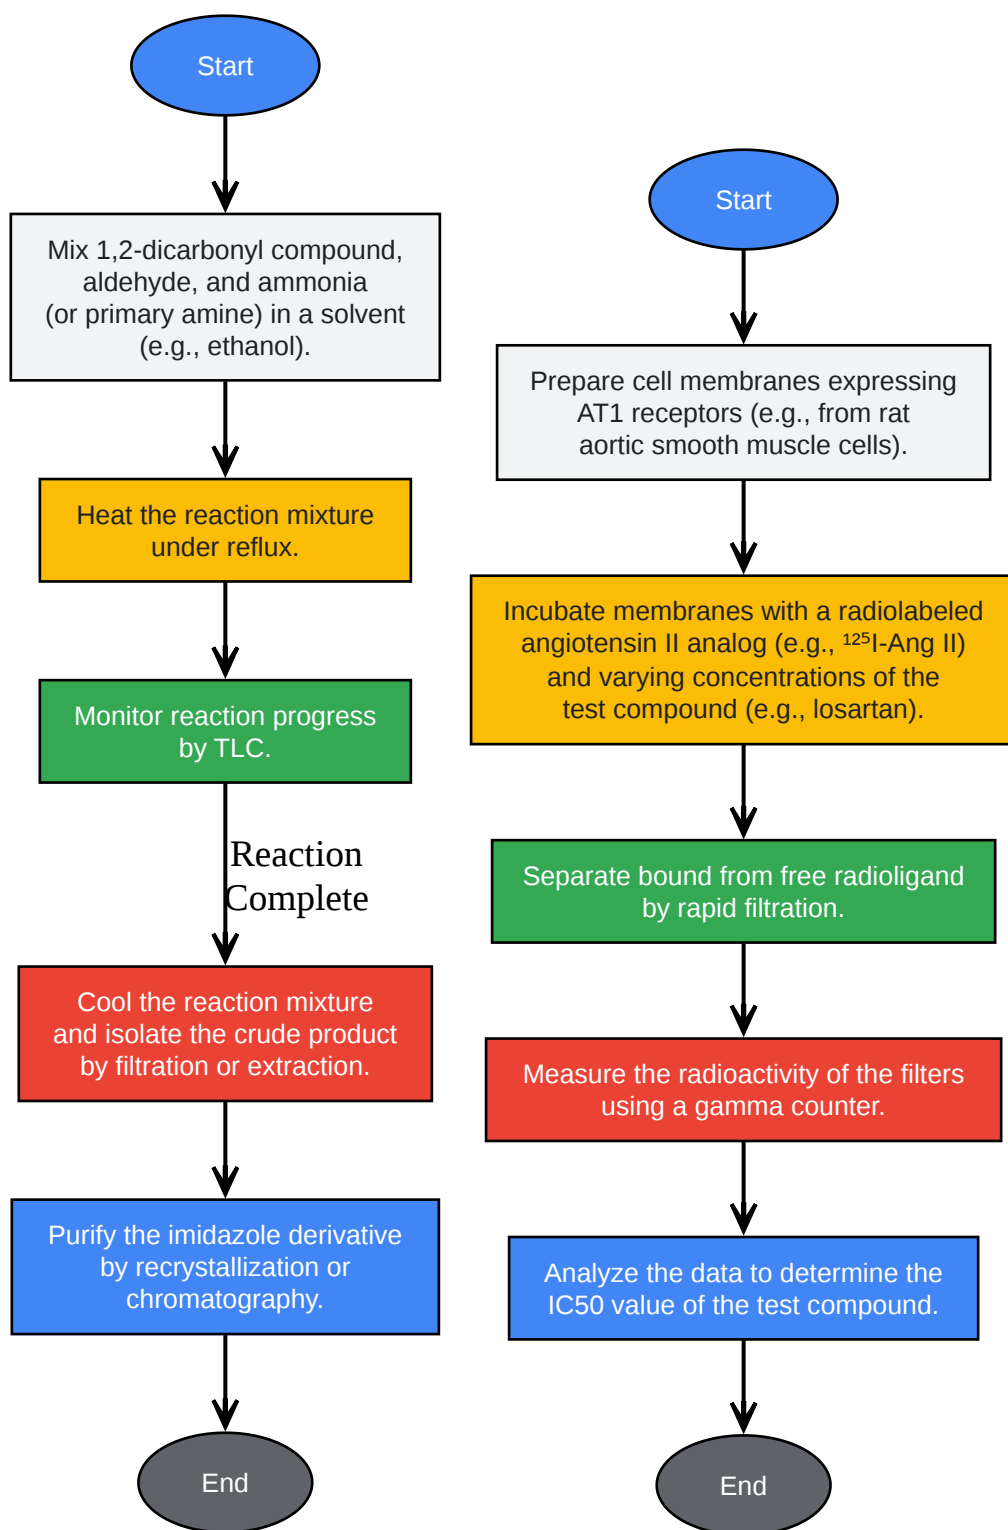 Start
Mix 1,2-dicarbonyl compound,
aldehyde, and ammonia
(or primary amine) in a solvent
(e.g., ethanol).
Heat the reaction mixture
under reflux.
Monitor reaction progress
by TLC.
Reaction
Complete
Cool the reaction mixture
and isolate the crude product
by filtration or extraction.
Purify the imidazole derivative
by recrystallization or
chromatography.
End
Start
Prepare cell membranes expressing
AT1 receptors (e.g., from rat
aortic smooth muscle cells).
Incubate membranes with a radiolabeled
angiotensin II analog (e.g., ¹²⁵I-Ang II)
and varying concentrations of the
test compound (e.g., losartan).
Separate bound from free radioligand
by rapid filtration.
Measure the radioactivity of the filters
using a gamma counter.
Analyze the data to determine the
IC50 value of the test compound.
End